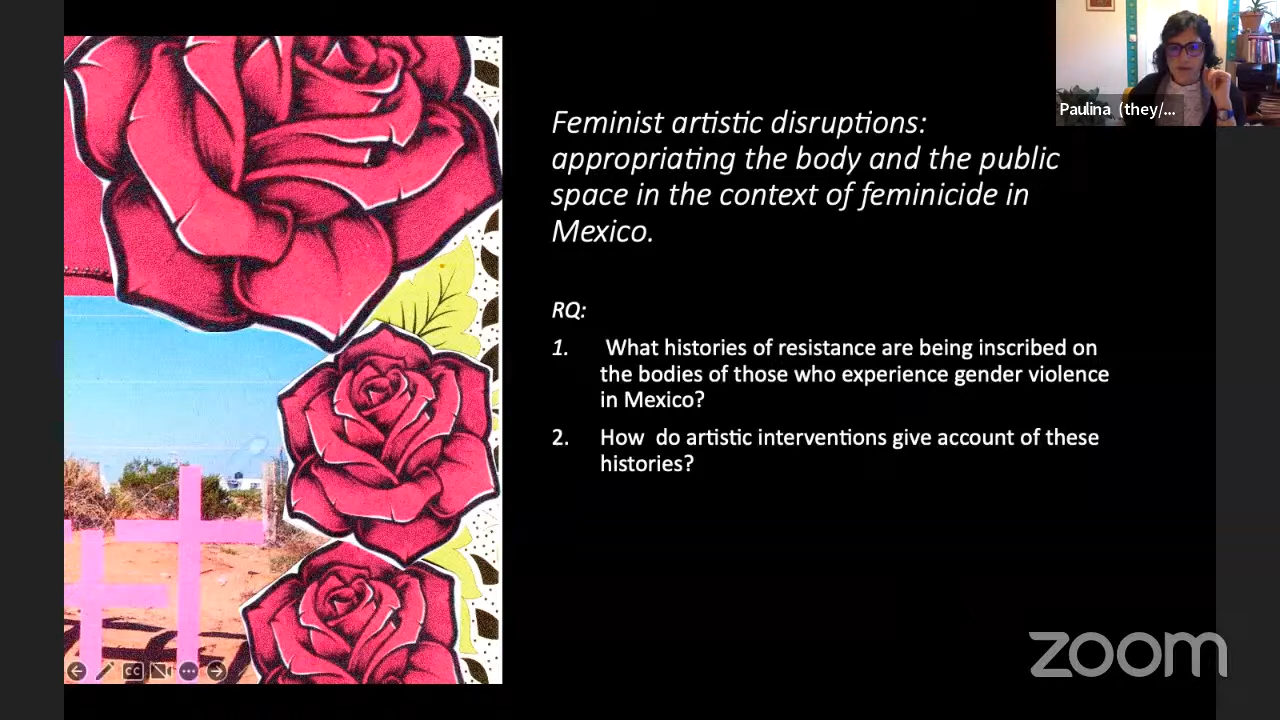 Paulina (they/...
Feminist artistic disruptions:
appropriating the body and the public
space in the context of feminicide in
Mexico.
RQ:
1. What histories of resistance are being inscribed on
the bodies of those who experience gender violence
in Mexico?
2. How do artistic interventions give account of these
histories?
CC
zoom